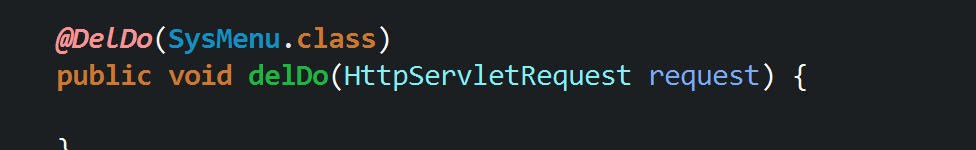 @DelDo(SysMenu.class)
public void delDo(HttpServletRequest request) {
}